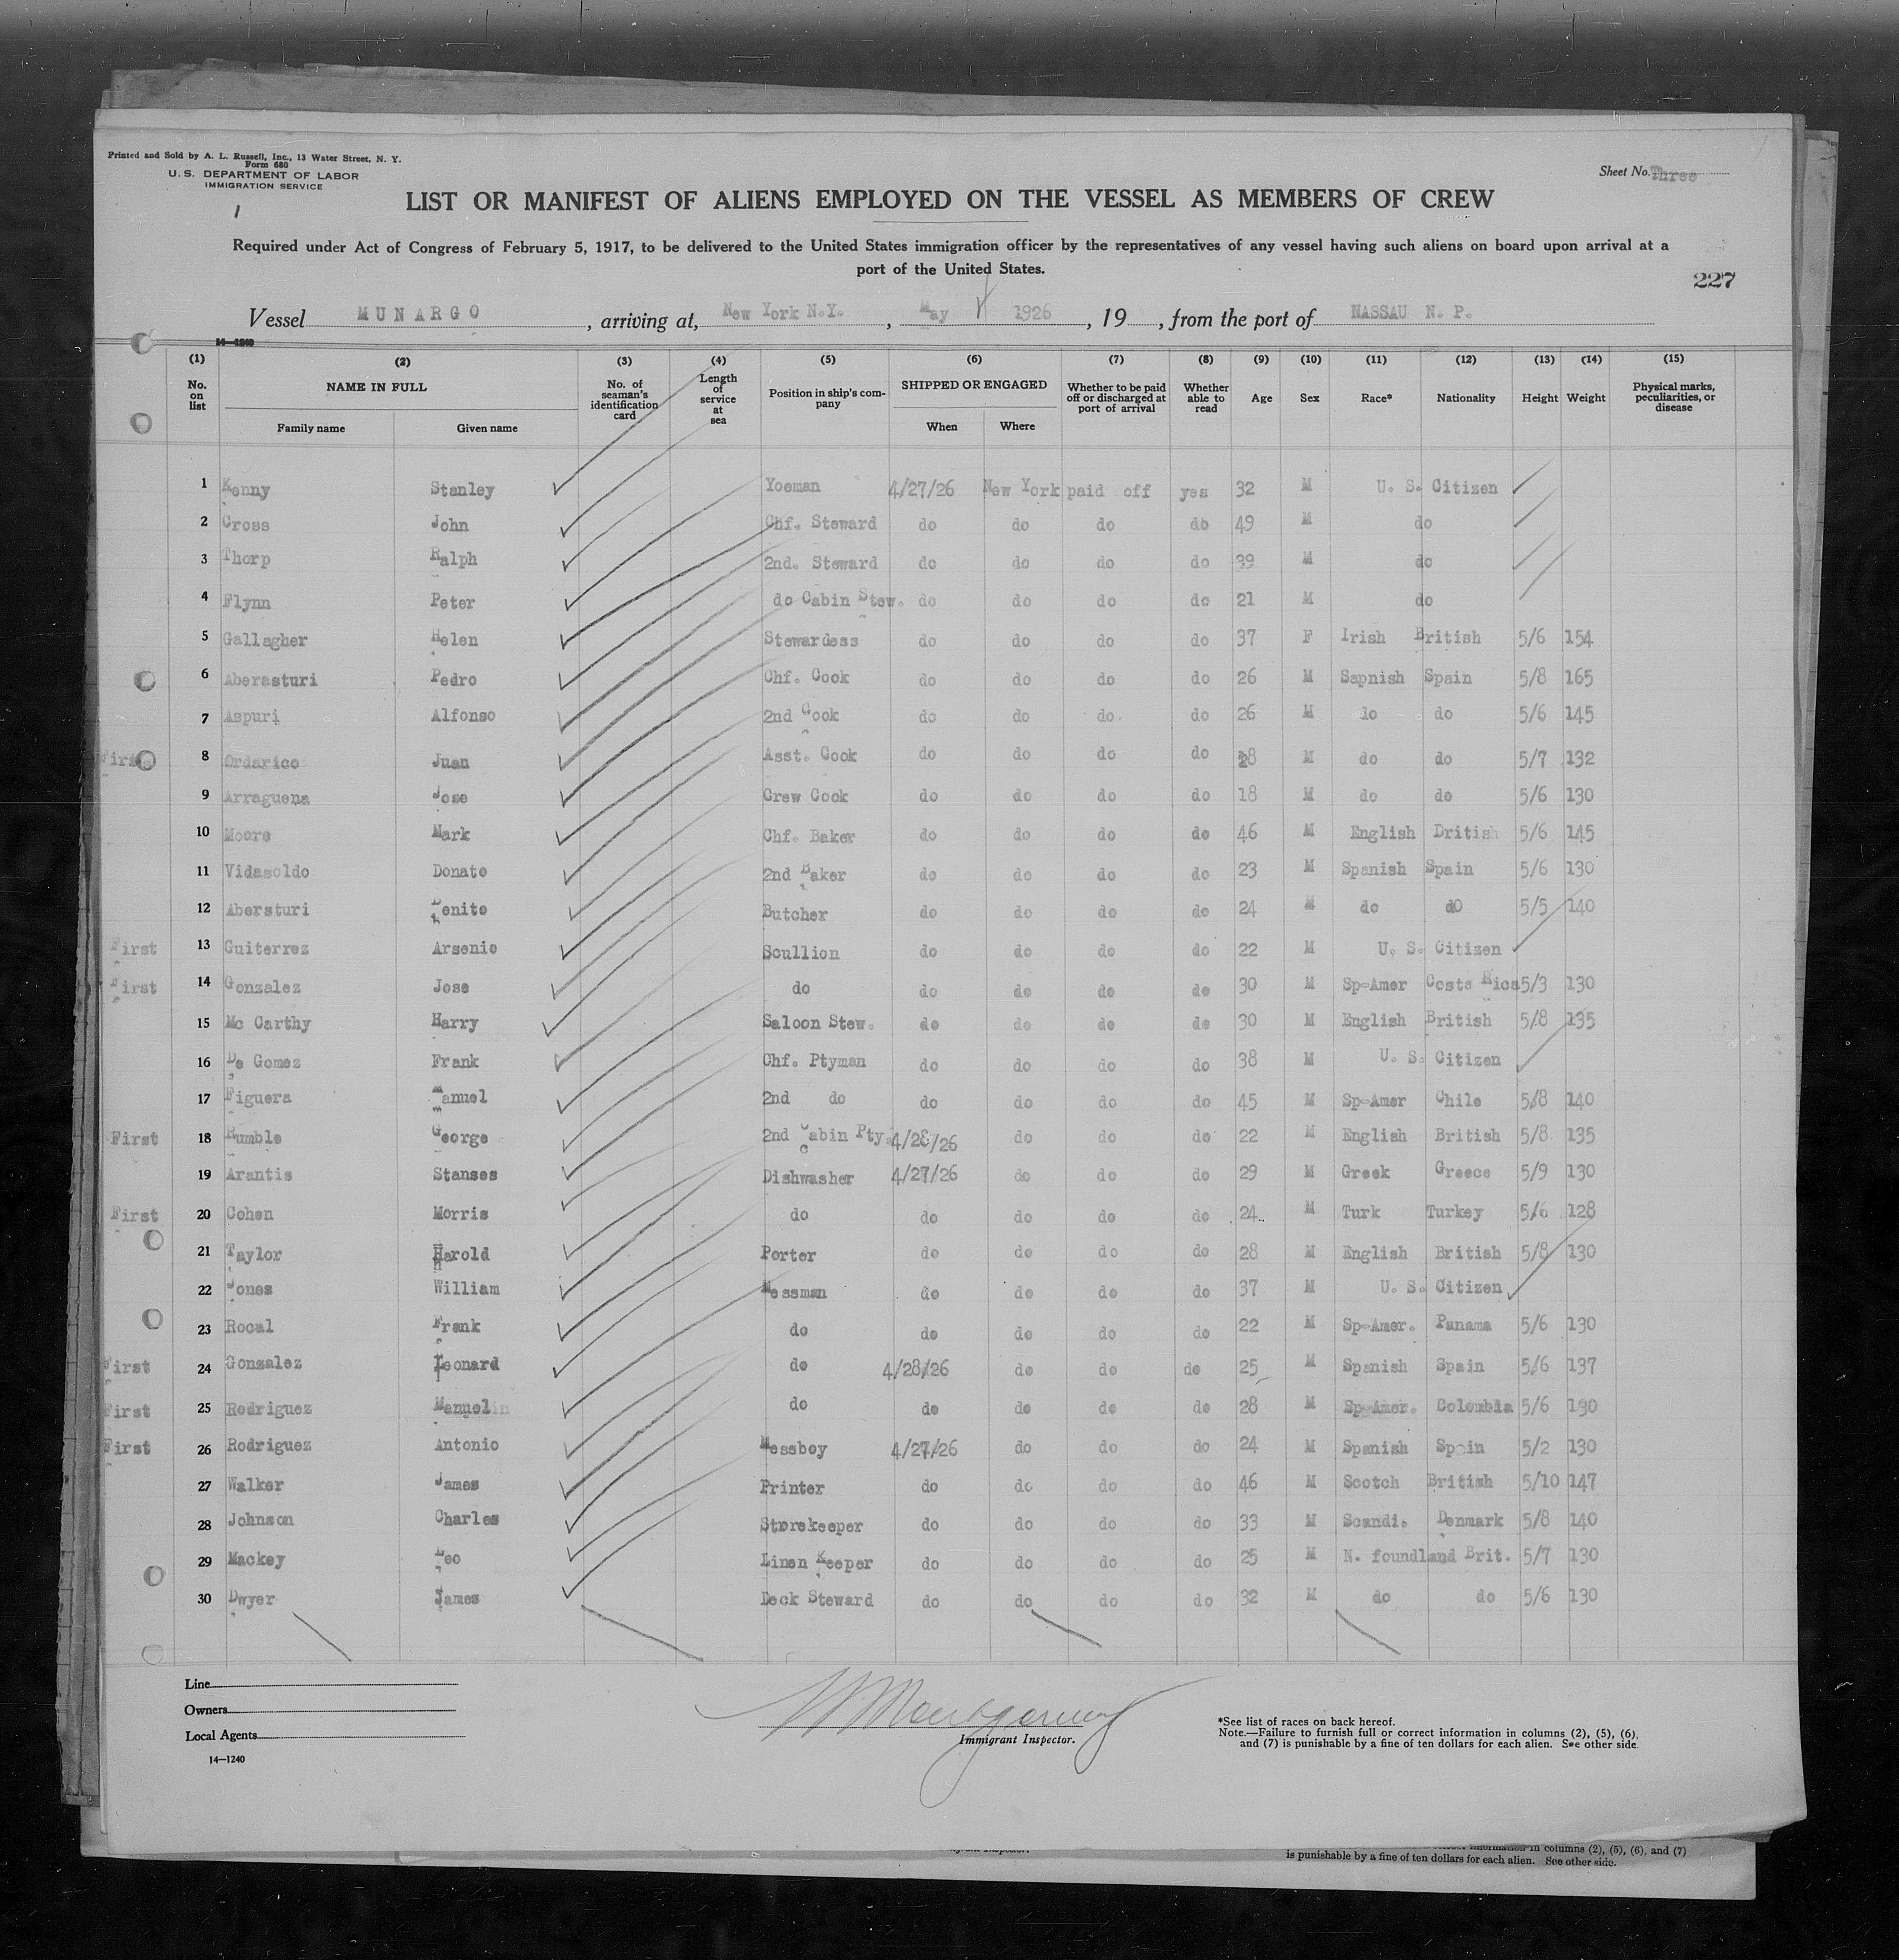 Printed and Sold by A. L. Russell, Inc., 13 Water Street, N. Y.
Form 680
U. S. DEPARTMENT OF LABOR
IMMIGRATION SERVICE
Sheet No. Three
LIST OR MANIFEST OF ALIENS EMPLOYED ON THE VESSEL AS MEMBERS OF CREW
Required under Act of Congress of February 5, 1917, to be delivered to the United States immigration officer by the representatives of any vessel having such aliens on board upon arrival at a
port of the United States.
227
Vessel MUNARGO, arriving at, New York N.Y., May 1926, 19, from the port of NASSAU N. P.
14-1240
(1) (2) (3) (4) (5) (6) (7) (8) (9) (10) (11) (12) (13) (14) (15)
No. on list NAME IN FULL Family name Given name No. of seaman's identification card Length of service at sea Position in ship's company SHIPPED OR ENGAGED When Where Whether to be paid off or discharged at port of arrival Whether able to read Age Sex Race* Nationality Height Weight Physical marks, peculiarities, or disease
1 Kenny Stanley Yoeman 4/27/26 New York paid off yes 32 M U. S. Citizen
2 Cross John Chf. Steward do do do do 49 M do
3 Thorp Ralph 2nd. Steward do do do do 39 M do
4 Flynn Peter do Cabin Stew. do do do do 21 M do
5 Gallagher Helen Stewardess do do do do 37 F Irish British 5/6 154
6 Aberasturi Pedro Chf. Cook do do do do 26 M Sapnish Spain 5/8 165
7 Aspuri Alfonso 2nd Cook do do do. do 26 M do do 5/6 145
First 8 Ordarico Juan Asst. Cook do do do do 28 M do do 5/7 132
9 Arraguena Jose Crew Cook do do do do 18 M do do 5/6 130
10 Moore Mark Chf. Baker do do do do 46 M English Dritish 5/6 145
11 Vidasoldo Donato 2nd Baker do do do do 23 M Spanish Spain 5/6 130
12 Abersturi Benito Butcher do do do do 24 M do do 5/5 140
First 13 Guiterrez Arsenio Scullion do do do do 22 M U. S. Citizen
First 14 Gonzalez Jose do do do do do 30 M Sp-Amer Costa Rica 5/3 130
15 Mc Carthy Harry Saloon Stew. do do do do 30 M English British 5/8 135
16 De Gomez Frank Chf. Ptyman do do do do 38 M U. S. Citizen
17 Figuera Manuel 2nd do do do do do 45 M Sp-Amer Chile 5/8 140
First 18 Rumble George 2nd Cabin Pty. 4/28/26 do do do 22 M English British 5/8 135
19 Arantis Stanses Dishwasher 4/27/26 do do do 29 M Greek Greece 5/9 130
First 20 Cohen Morris do do do do do 24 M Turk Turkey 5/6 128
21 Taylor Harold Porter do do do do 28 M English British 5/8 130
22 Jones William Messman do do do do 37 M U. S. Citizen
23 Rocal Frank do do do do do 22 M Sp-Amer. Panama 5/6 130
First 24 Gonzalez Leonard do 4/28/26 do do do 25 M Spanish Spain 5/6 137
First 25 Rodriguez Manuel do do do do do 28 M Sp-Amer. Colombia 5/6 130
First 26 Rodriguez Antonio Messboy 4/27/26 do do do 24 M Spanish Spain 5/2 130
27 Walker James Printer do do do do 46 M Scotch British 5/10 147
28 Johnson Charles Storekeeper do do do do 33 M Scandi. Denmark 5/8 140
29 Mackey Leo Linen Keeper do do do do 25 M N. foundland Brit. 5/7 130
30 Dwyer James Deck Steward do do do do 32 M do do 5/6 130
Line
Owners
Local Agents
14-1240
Montgomery
Immigrant Inspector.
*See list of races on back hereof.
Note.—Failure to furnish full or correct information in columns (2), (5), (6),
and (7) is punishable by a fine of ten dollars for each alien. See other side.
information in columns (2), (5), (6), and (7)
is punishable by a fine of ten dollars for each alien. See other side.